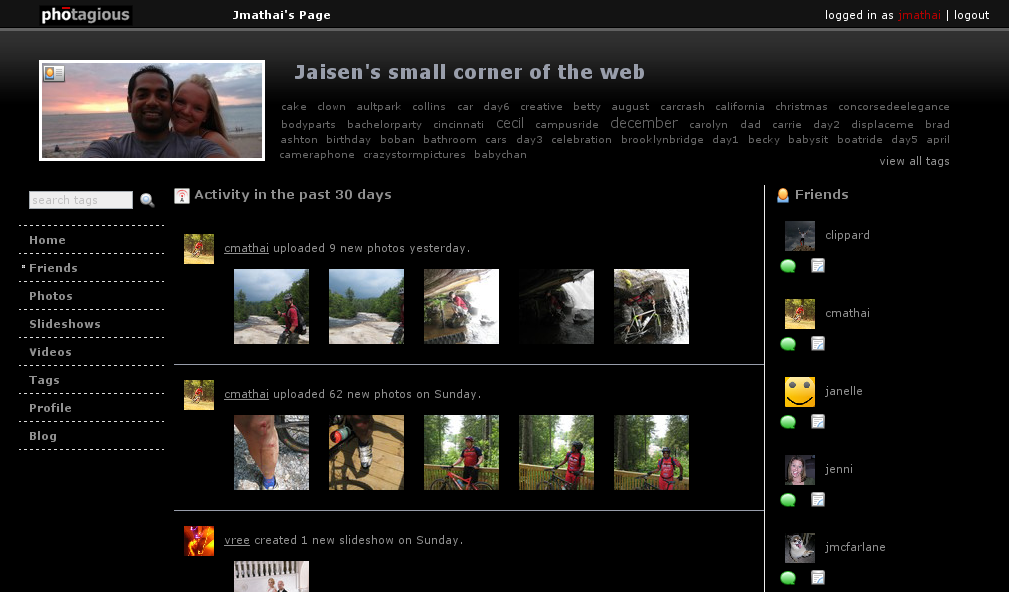 photagious
Jmathai's Page
logged in as jmathai | logout
Jaisen's small corner of the web
cake clown aultpark collins car day6 creative betty august carcrash california christmas concorsedeelegance
bodyparts bachelorparty cincinnati cecil campusride december carolyn dad carrie day2 displaceme brad
ashton birthday boban bathroom cars day3 celebration brooklynbridge day1 becky babysit boatride day5 april
cameraphone crazystormpictures babychan
view all tags
search tags
Home
Friends
Photos
Slideshows
Videos
Tags
Profile
Blog
Activity in the past 30 days
cmathai uploaded 9 new photos yesterday.
cmathai uploaded 62 new photos on Sunday.
vree created 1 new slideshow on Sunday.
Friends
clippard
cmathai
janelle
jenni
jmcfarlane